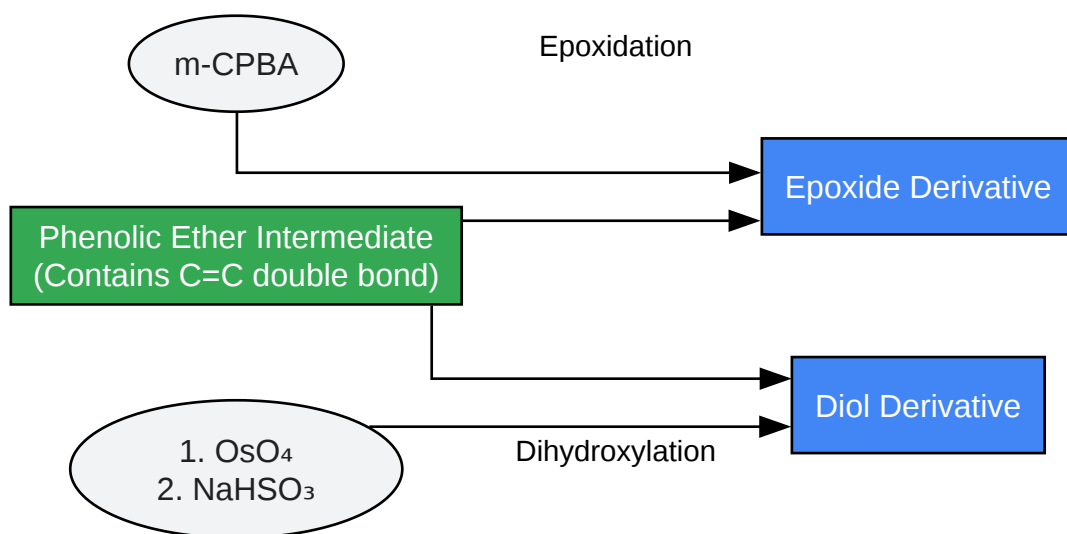 m-CPBA
Epoxidation
Epoxide Derivative
Phenolic Ether Intermediate
(Contains C=C double bond)
Diol Derivative
1. OsO₄
2. NaHSO₃
Dihydroxylation